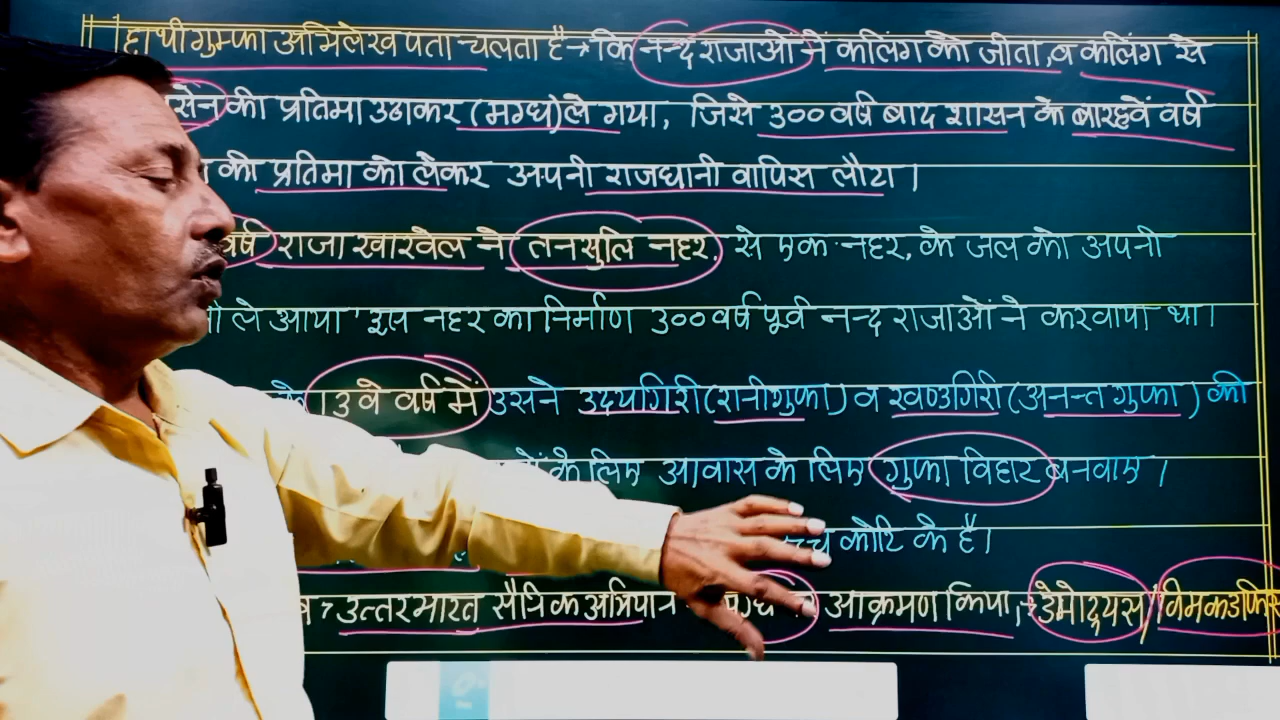 हाथीगुम्फा अभिलेख पता चलता है → कि नन्द राजाओ ने कलिंग को जीता, व कलिंग से
सेन की प्रतिमा उठाकर (मगध) ले गया, जिसे 300 वर्ष बाद शासन के बारहवें वर्ष
की प्रतिमा को लेकर अपनी राजधानी वापिस लौटा।
वर्ष राजा खारवेल ने तनसुलि नहर, से एक नहर, के जल को अपनी
ले आया' इस नहर का निर्माण 300 वर्ष पूर्व नन्द राजाओं ने करवाया था।
13 वे वर्ष में उसने उदयगिरी (रानीगुफा) व खण्डगिरी (अनन्त गुफा) की
के लिए आवास के लिए गुफा विहार बनवाए।
कोटि के है।
→ उत्तर भारत सैनिक अभियान आक्रमण किया, → डेमोट्रियस/विमकडफिस